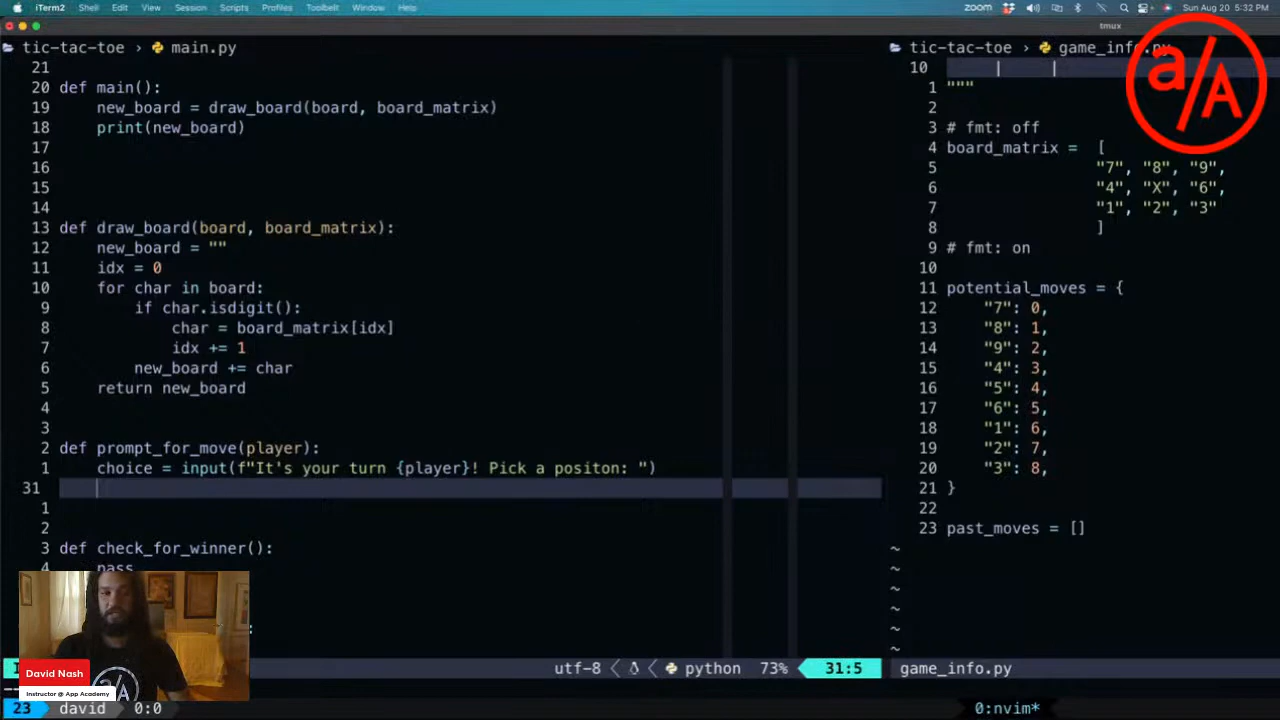 iTerm2 Shell Edit View Session Scripts Profiles Toolbelt Window Help
zoom Sun Aug 20 5:32 PM
tmux
tic-tac-toe › main.py
21
20 def main():
19 new_board = draw_board(board, board_matrix)
18 print(new_board)
17
16
15
14
13 def draw_board(board, board_matrix):
12 new_board = ""
11 idx = 0
10 for char in board:
9 if char.isdigit():
8 char = board_matrix[idx]
7 idx += 1
6 new_board += char
5 return new_board
4
3
2 def prompt_for_move(player):
1 choice = input(f"It's your turn {player}! Pick a positon: ")
31
1
2
3 def check_for_winner():
4 pass
:
utf-8 python 73% 31:5
tic-tac-toe › game_info.py
10 | |
1 """
2
3 # fmt: off
4 board_matrix = [
5 "7", "8", "9",
6 "4", "X", "6",
7 "1", "2", "3"
8 ]
9 # fmt: on
10
11 potential_moves = {
12 "7": 0,
13 "8": 1,
14 "9": 2,
15 "4": 3,
16 "5": 4,
17 "6": 5,
18 "1": 6,
19 "2": 7,
20 "3": 8,
21 }
22
23 past_moves = []
~
~
~
~
~
~
game_info.py
a/A
a/A
David Nash
Instructor @ App Academy
23 david 0:0
0:nvim*